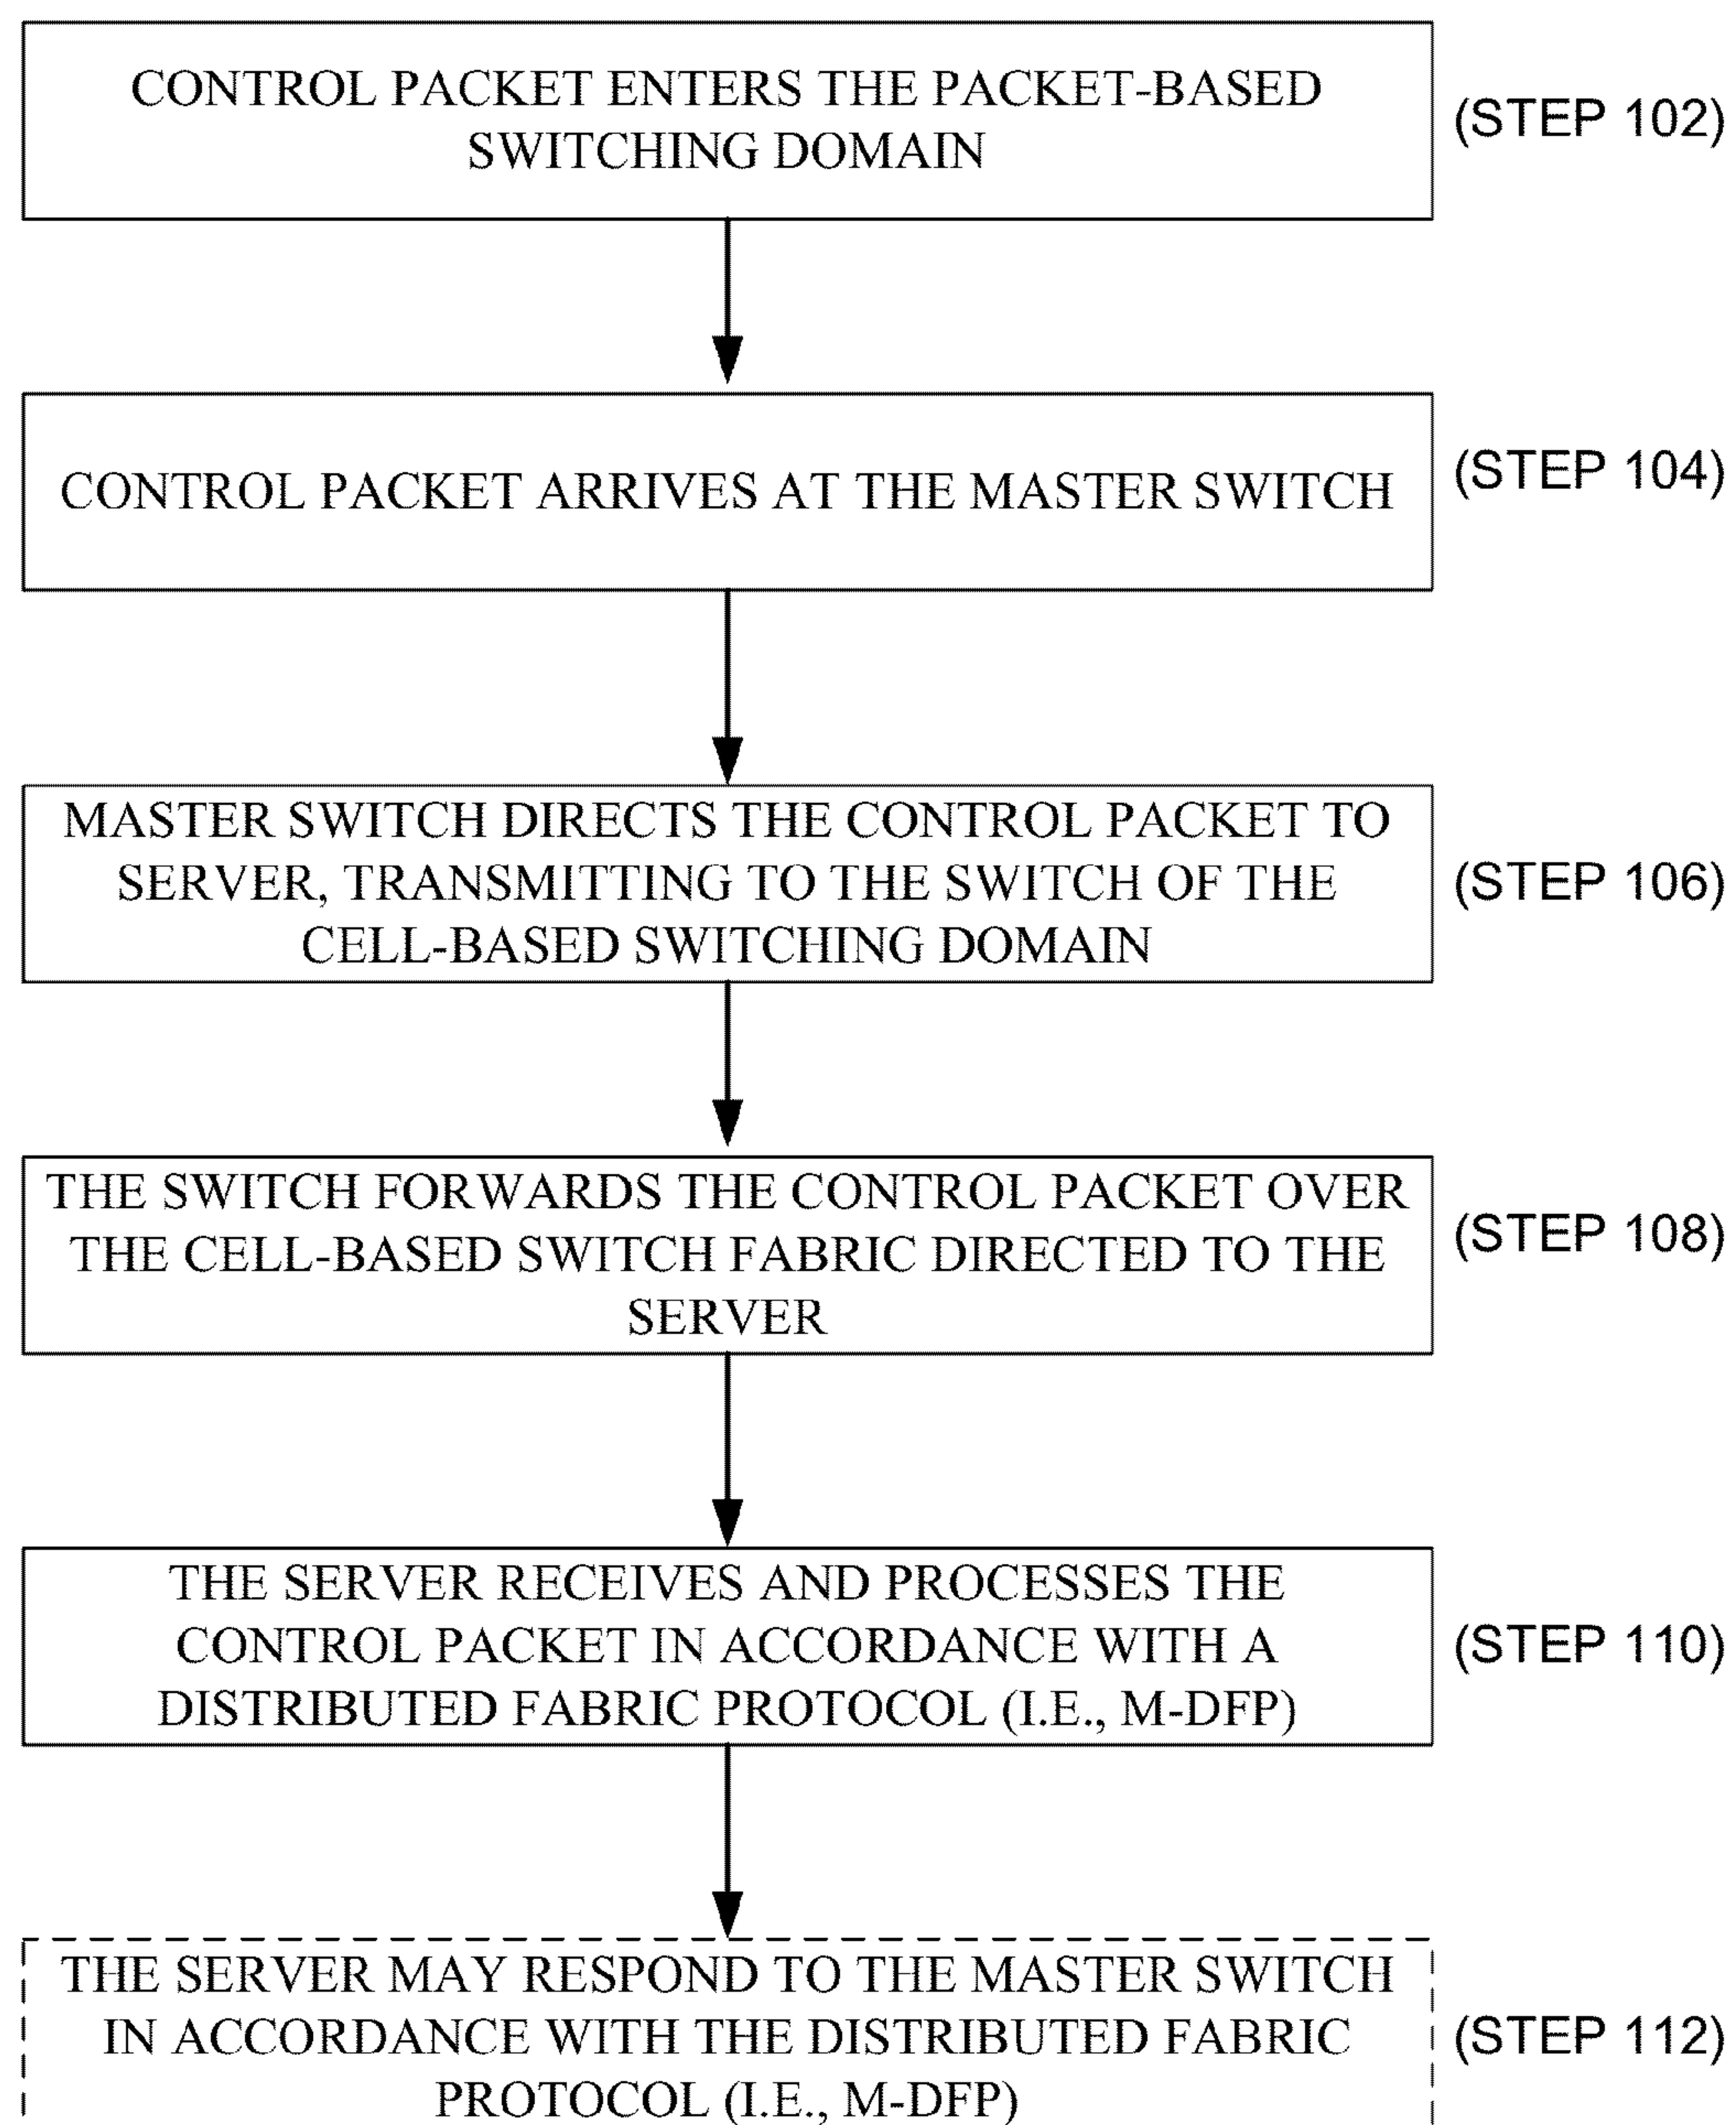 CONTROL PACKET ENTERS THE PACKET-BASED
SWITCHING DOMAIN
(STEP 102)
CONTROL PACKET ARRIVES AT THE MASTER SWITCH
(STEP 104)
MASTER SWITCH DIRECTS THE CONTROL PACKET TO
SERVER, TRANSMITTING TO THE SWITCH OF THE
CELL-BASED SWITCHING DOMAIN
(STEP 106)
THE SWITCH FORWARDS THE CONTROL PACKET OVER
THE CELL-BASED SWITCH FABRIC DIRECTED TO THE
SERVER
(STEP 108)
THE SERVER RECEIVES AND PROCESSES THE
CONTROL PACKET IN ACCORDANCE WITH A
DISTRIBUTED FABRIC PROTOCOL (I.E., M-DFP)
(STEP 110)
THE SERVER MAY RESPOND TO THE MASTER SWITCH
IN ACCORDANCE WITH THE DISTRIBUTED FABRIC
PROTOCOL (I.E., M-DFP)
(STEP 112)